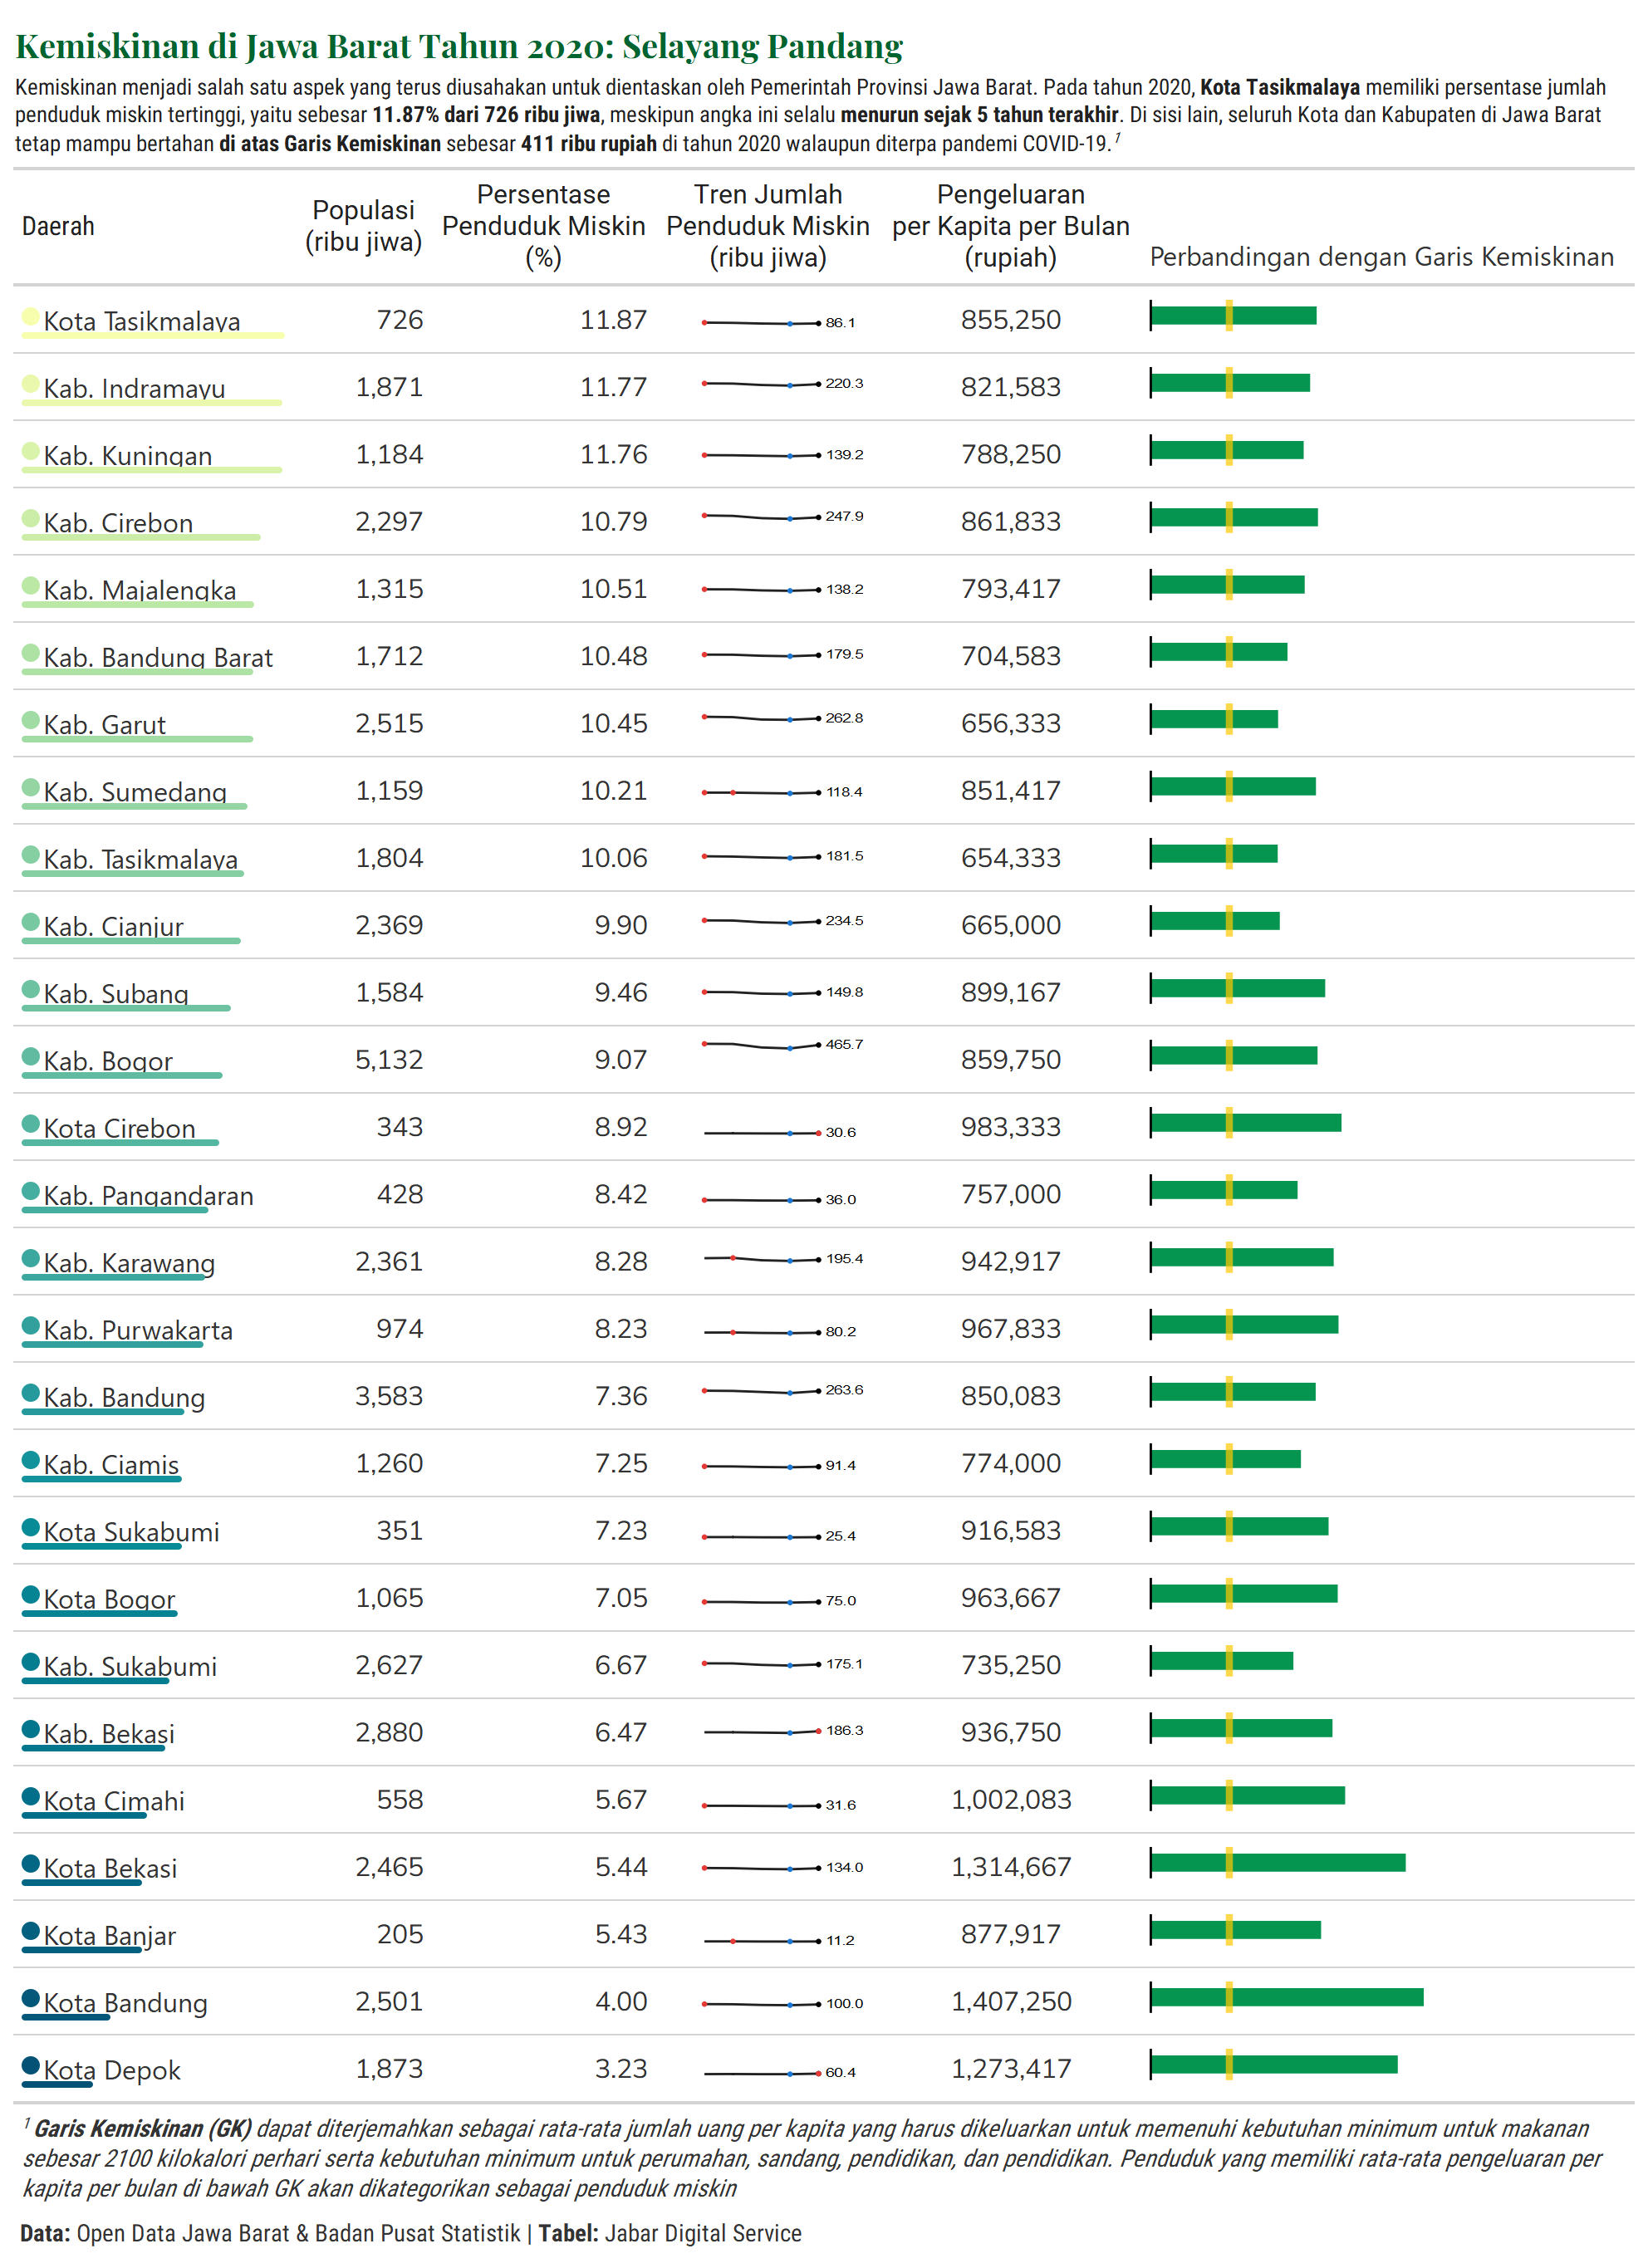 Kemiskinan di Jawa Barat Tahun 2020: Selayang Pandang
Kemiskinan menjadi salah satu aspek yang terus diusahakan untuk dientaskan oleh Pemerintah Provinsi Jawa Barat. Pada tahun 2020, Kota Tasikmalaya memiliki persentase jumlah
penduduk miskin tertinggi, yaitu sebesar 11.87% dari 726 ribu jiwa, meskipun angka ini selalu menurun sejak 5 tahun terakhir. Di sisi lain, seluruh Kota dan Kabupaten di Jawa Barat
tetap mampu bertahan di atas Garis Kemiskinan sebesar 411 ribu rupiah di tahun 2020 walaupun diterpa pandemi COVID-19.¹
Daerah
Populasi
(ribu jiwa)
Persentase
Penduduk Miskin
(%)
Tren Jumlah
Penduduk Miskin
(ribu jiwa)
Pengeluaran
per Kapita per Bulan
(rupiah)
Perbandingan dengan Garis Kemiskinan
Kota Tasikmalaya 726 11.87 86.1 855,250
Kab. Indramayu 1,871 11.77 220.3 821,583
Kab. Kuningan 1,184 11.76 139.2 788,250
Kab. Cirebon 2,297 10.79 247.9 861,833
Kab. Majalengka 1,315 10.51 138.2 793,417
Kab. Bandung Barat 1,712 10.48 179.5 704,583
Kab. Garut 2,515 10.45 262.8 656,333
Kab. Sumedang 1,159 10.21 118.4 851,417
Kab. Tasikmalaya 1,804 10.06 181.5 654,333
Kab. Cianjur 2,369 9.90 234.5 665,000
Kab. Subang 1,584 9.46 149.8 899,167
Kab. Bogor 5,132 9.07 465.7 859,750
Kota Cirebon 343 8.92 30.6 983,333
Kab. Pangandaran 428 8.42 36.0 757,000
Kab. Karawang 2,361 8.28 195.4 942,917
Kab. Purwakarta 974 8.23 80.2 967,833
Kab. Bandung 3,583 7.36 263.6 850,083
Kab. Ciamis 1,260 7.25 91.4 774,000
Kota Sukabumi 351 7.23 25.4 916,583
Kota Bogor 1,065 7.05 75.0 963,667
Kab. Sukabumi 2,627 6.67 175.1 735,250
Kab. Bekasi 2,880 6.47 186.3 936,750
Kota Cimahi 558 5.67 31.6 1,002,083
Kota Bekasi 2,465 5.44 134.0 1,314,667
Kota Banjar 205 5.43 11.2 877,917
Kota Bandung 2,501 4.00 100.0 1,407,250
Kota Depok 1,873 3.23 60.4 1,273,417
¹ Garis Kemiskinan (GK) dapat diterjemahkan sebagai rata-rata jumlah uang per kapita yang harus dikeluarkan untuk memenuhi kebutuhan minimum untuk makanan
sebesar 2100 kilokalori perhari serta kebutuhan minimum untuk perumahan, sandang, pendidikan, dan pendidikan. Penduduk yang memiliki rata-rata pengeluaran per
kapita per bulan di bawah GK akan dikategorikan sebagai penduduk miskin
Data: Open Data Jawa Barat & Badan Pusat Statistik | Tabel: Jabar Digital Service